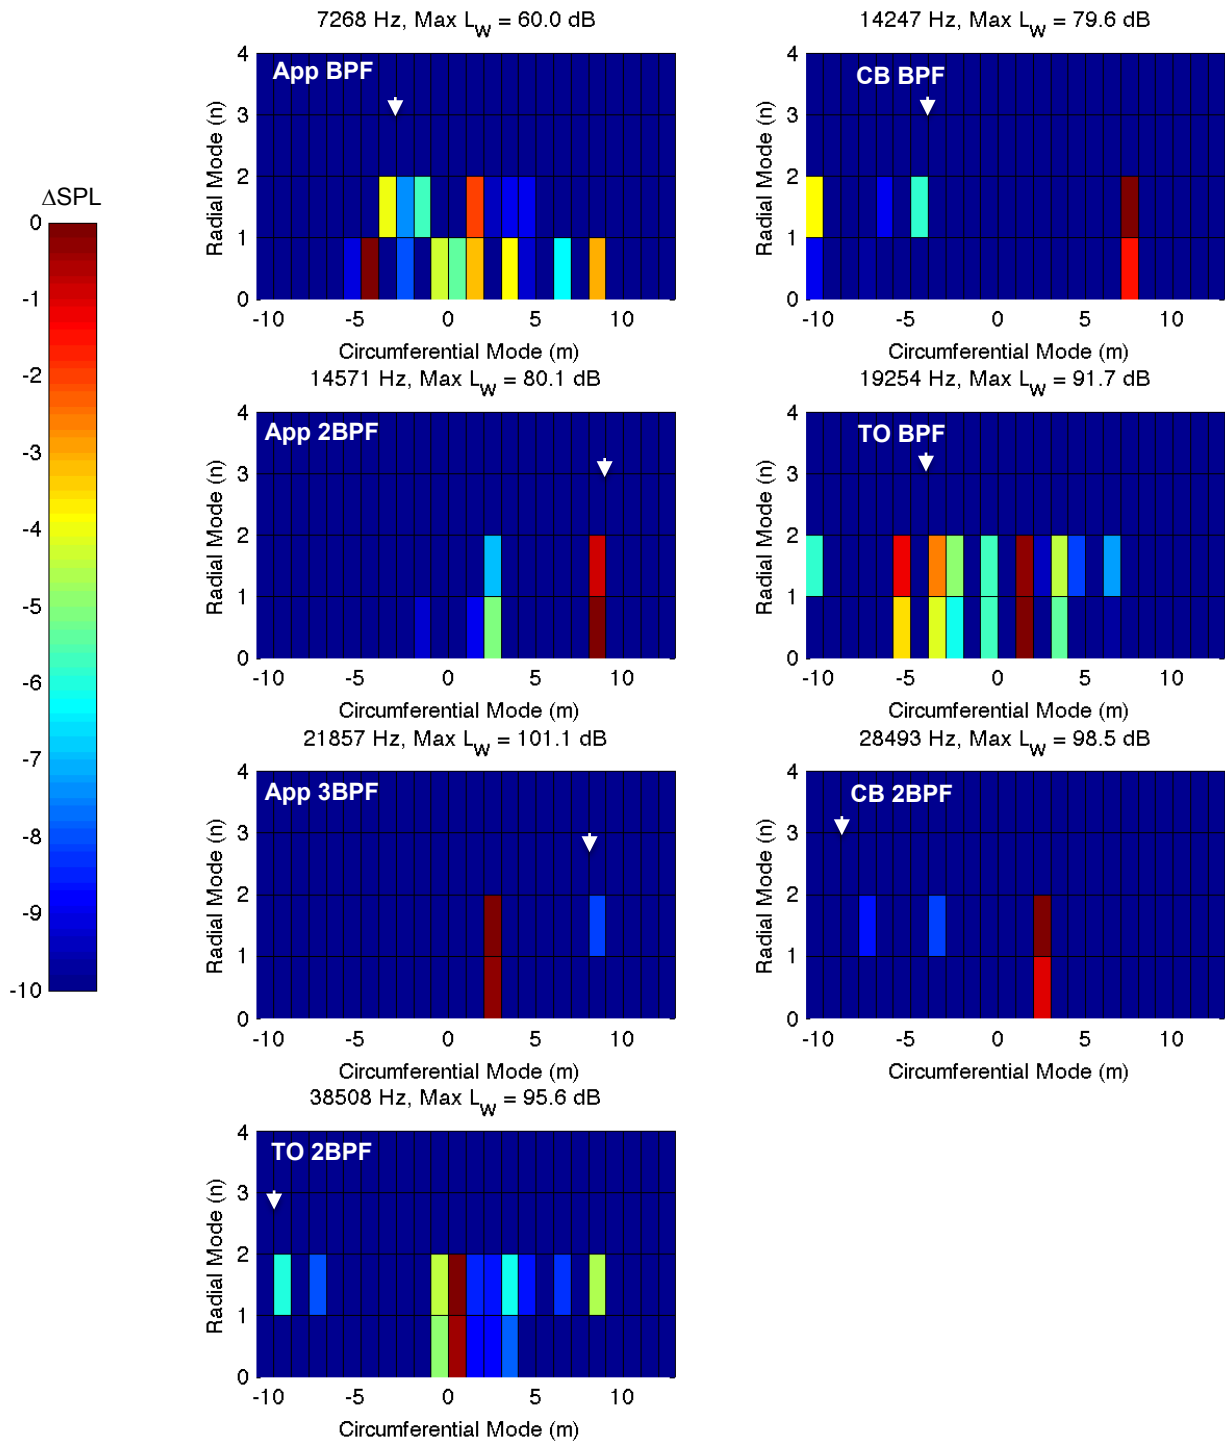 7268 Hz, Max LW = 60.0 dB
14247 Hz, Max LW = 79.6 dB
ΔSPL
0
-1
-2
-3
-4
-5
-6
-7
-8
-9
-10
App BPF
4
3
2
1
0
Radial Mode (n)
-10 -5 0 5 10
Circumferential Mode (m)
CB BPF
4
3
2
1
0
Radial Mode (n)
-10 -5 0 5 10
Circumferential Mode (m)
14571 Hz, Max LW = 80.1 dB
App 2BPF
4
3
2
1
0
Radial Mode (n)
-10 -5 0 5 10
Circumferential Mode (m)
19254 Hz, Max LW = 91.7 dB
TO BPF
4
3
2
1
0
Radial Mode (n)
-10 -5 0 5 10
Circumferential Mode (m)
21857 Hz, Max LW = 101.1 dB
App 3BPF
4
3
2
1
0
Radial Mode (n)
-10 -5 0 5 10
Circumferential Mode (m)
28493 Hz, Max LW = 98.5 dB
CB 2BPF
4
3
2
1
0
Radial Mode (n)
-10 -5 0 5 10
Circumferential Mode (m)
38508 Hz, Max LW = 95.6 dB
TO 2BPF
4
3
2
1
0
Radial Mode (n)
-10 -5 0 5 10
Circumferential Mode (m)